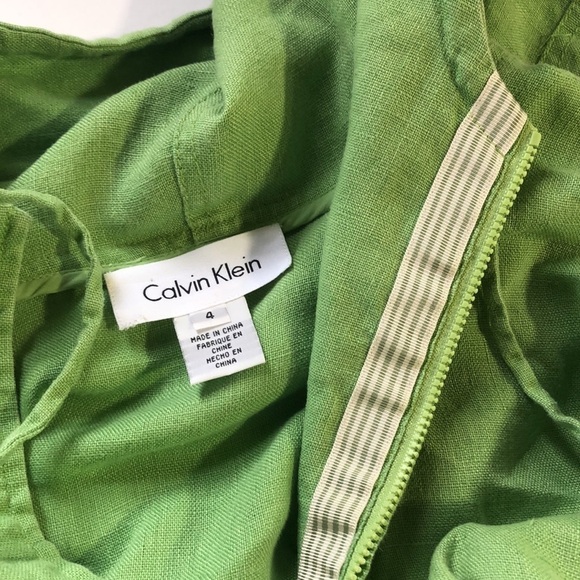 Calvin Klein
4
MADE IN CHINA
FABRIQUE EN
CHINE
HECHO EN
CHINA